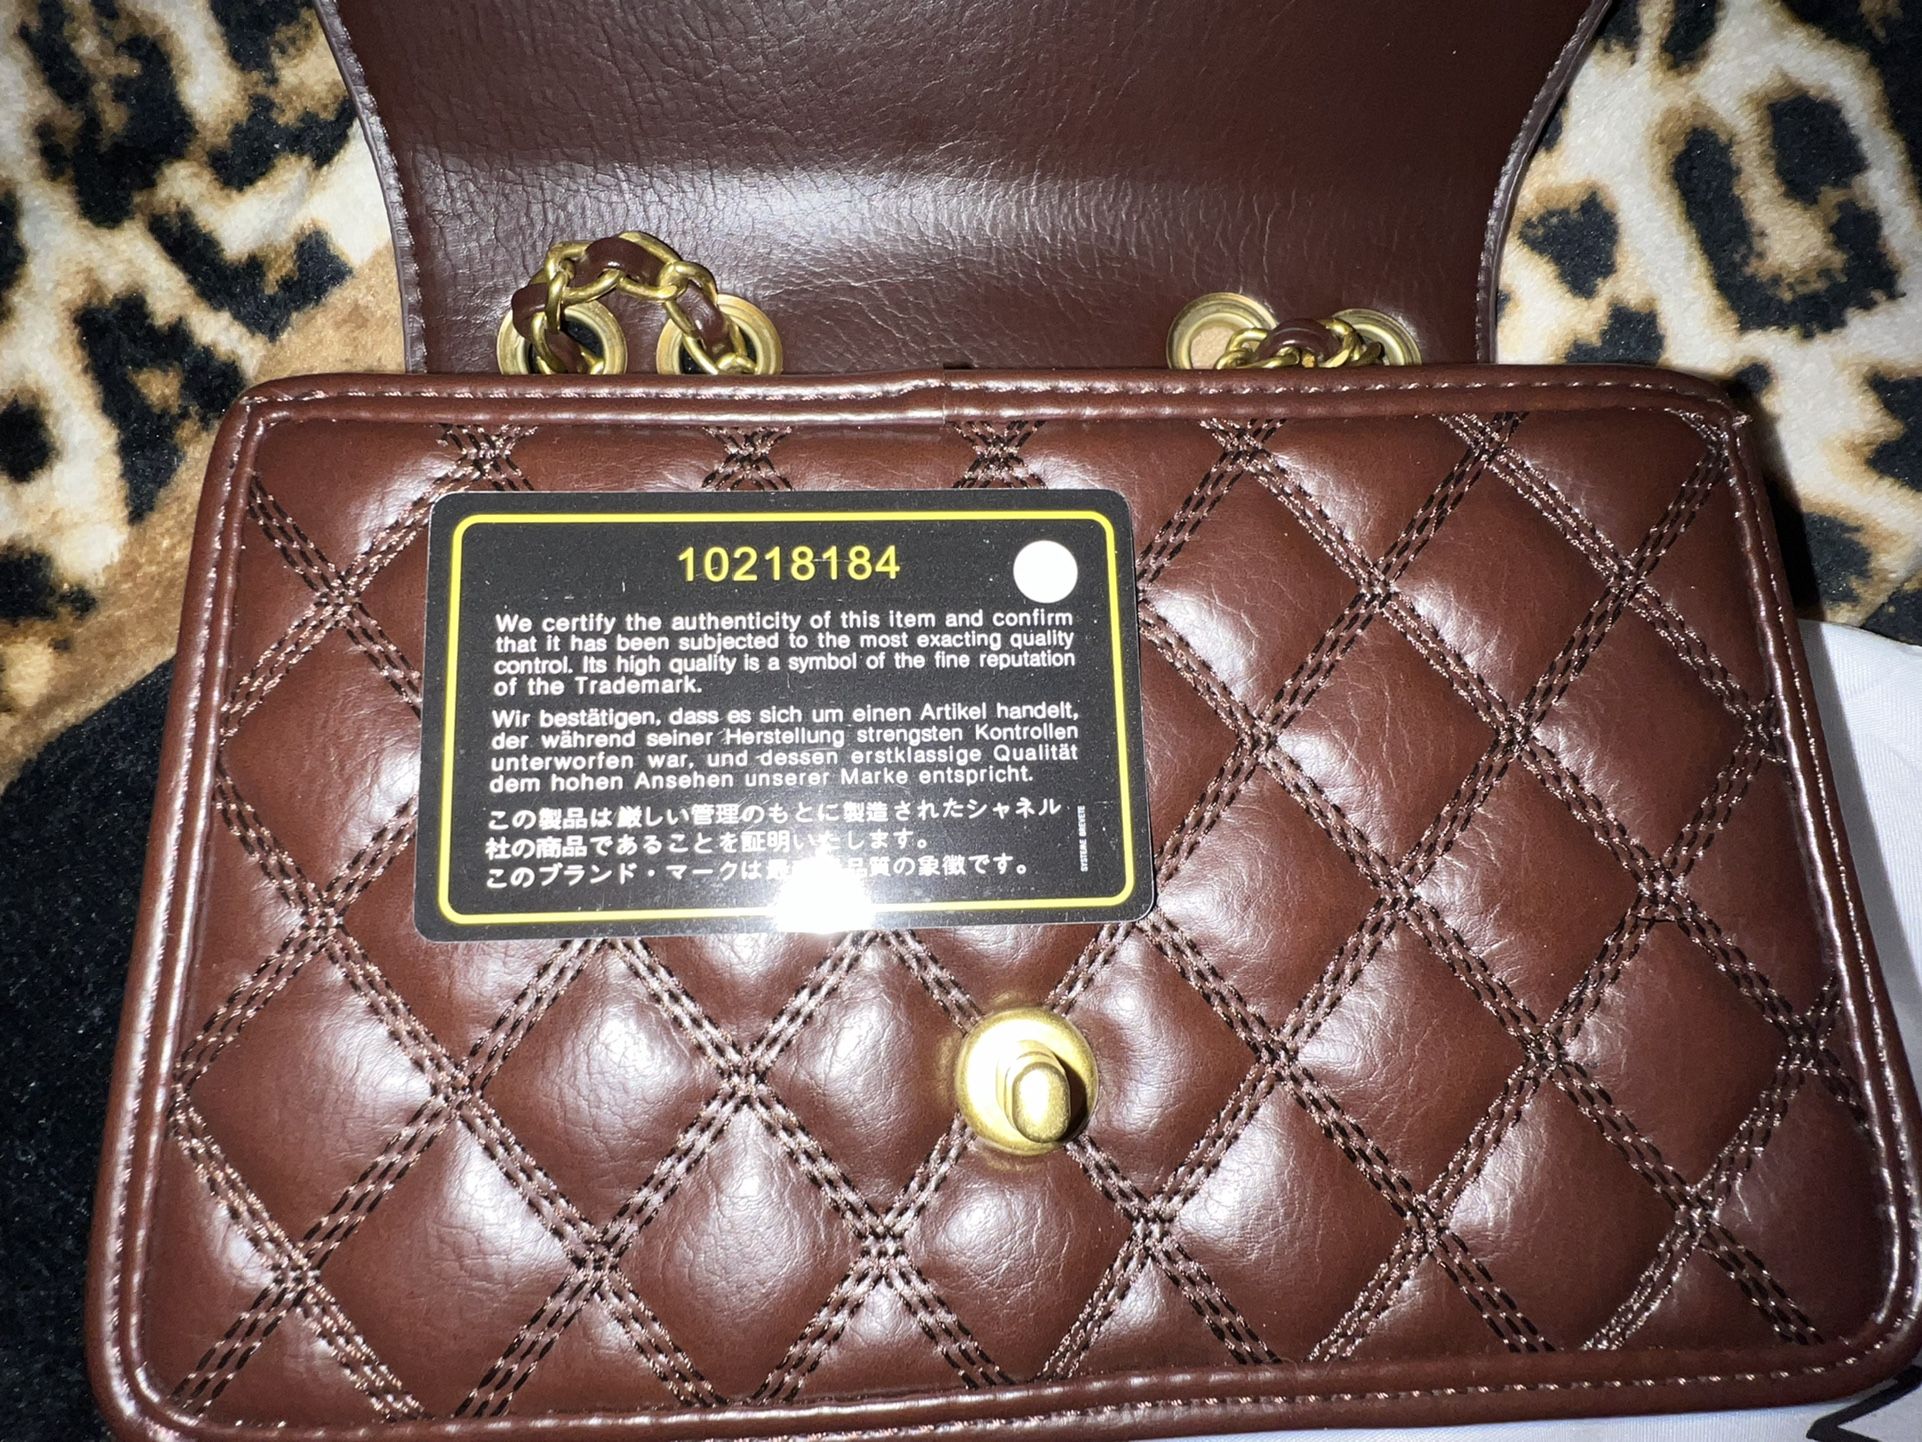 10218184
We certify the authenticity of this item and confirm
that it has been subjected to the most exacting quality
control. Its high quality is a symbol of the fine reputation
of the Trademark.
Wir bestätigen, dass es sich um einen Artikel handelt,
der während seiner Herstellung strengsten Kontrollen
unterworfen war, und dessen erstklassige Qualität
dem hohen Ansehen unserer Marke entspricht.
この製品は厳しい管理のもとに製造されたシャネル
社の商品であることを証明いたします。
このブランド・マークは最 品質の象徴です。
SYSTEME BREVETE